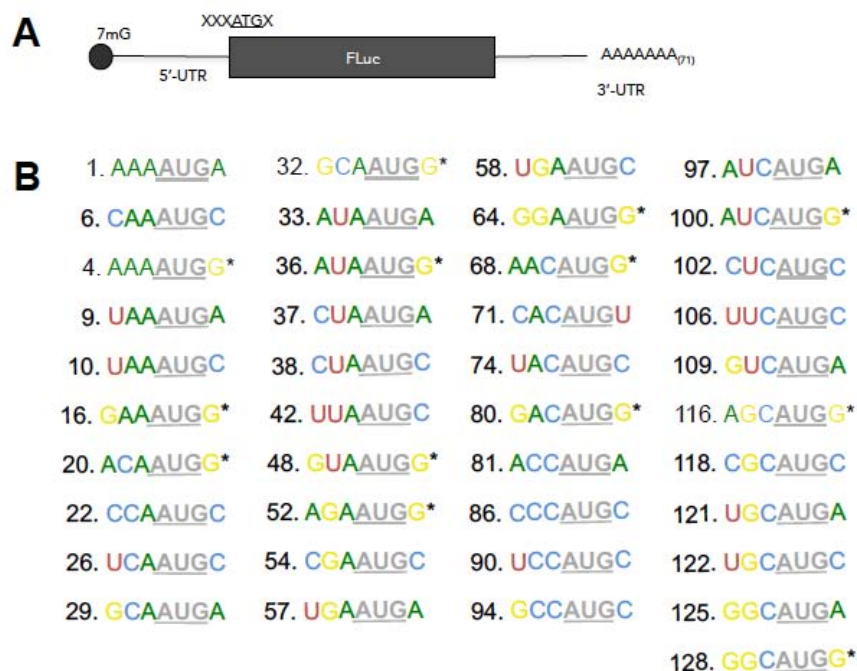 A
7mG
XXXATGX
5'-UTR
FLuc
AAAAAAA(71)
3'-UTR
B
1. AAAAUGA
6. CAAAUGC
4. AAAAUGG*
9. UAAAUGA
10. UAAAUGC
16. GAAAUGG*
20. ACAAUGG*
22. CCAAUGC
26. UCAAUGC
29. GCAAUGA
32. GCAAUGG*
33. AUAAUGA
36. AUAAUGG*
37. CUAAUGA
38. CUAAUGC
42. UUAAUGC
48. GUAAUGG*
52. AGAAUGG*
54. CGAAUGC
57. UGAAUGA
58. UGAAUGC
64. GGAAUGG*
68. AACAUGG*
71. CACAUGU
74. UACAUGC
80. GACAUGG*
81. ACCAUGA
86. CCCAUGC
90. UCCAUGC
94. GCCAUGC
97. AUCAUGA
100. AUCAUGG*
102. CUCAUGC
106. UUCAUGC
109. GUCAUGA
116. AGCAUGG*
118. CGCAUGC
121. UGCAUGA
122. UGCAUGC
125. GGCAUGA
128. GGCAUGG*